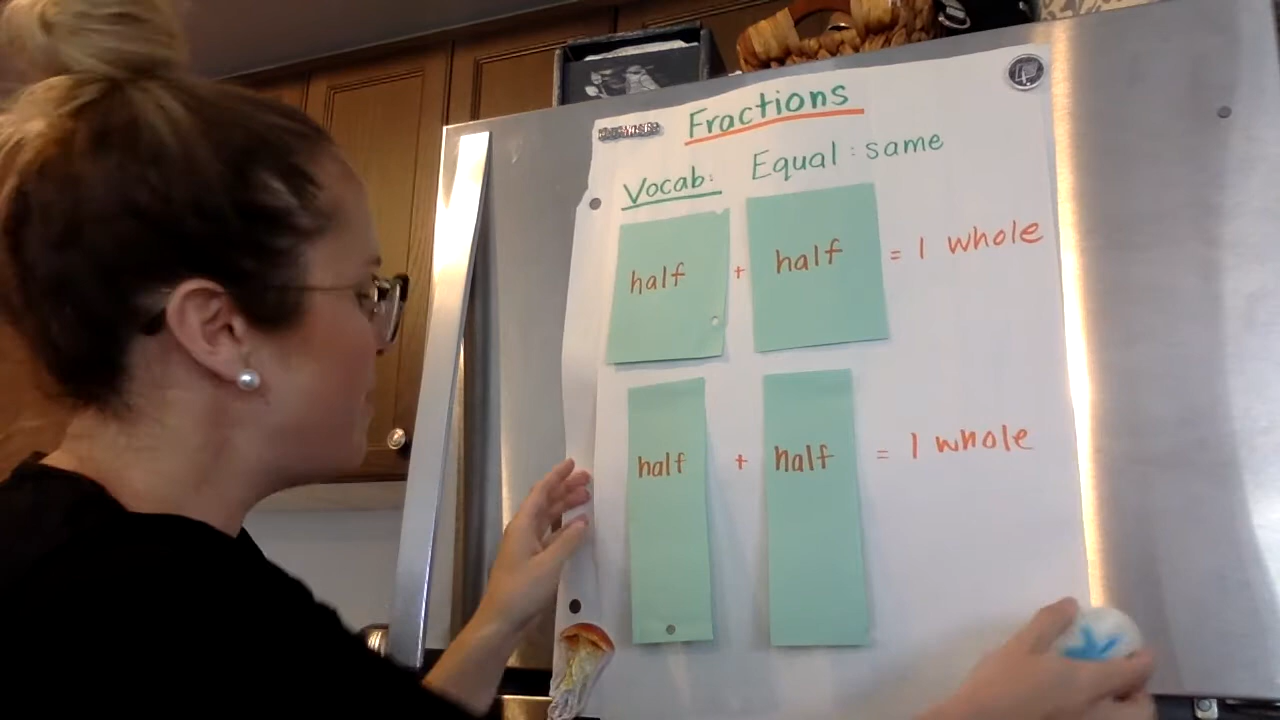 Fractions
Vocab: Equal : same
half + half = 1 whole
half + half = 1 whole